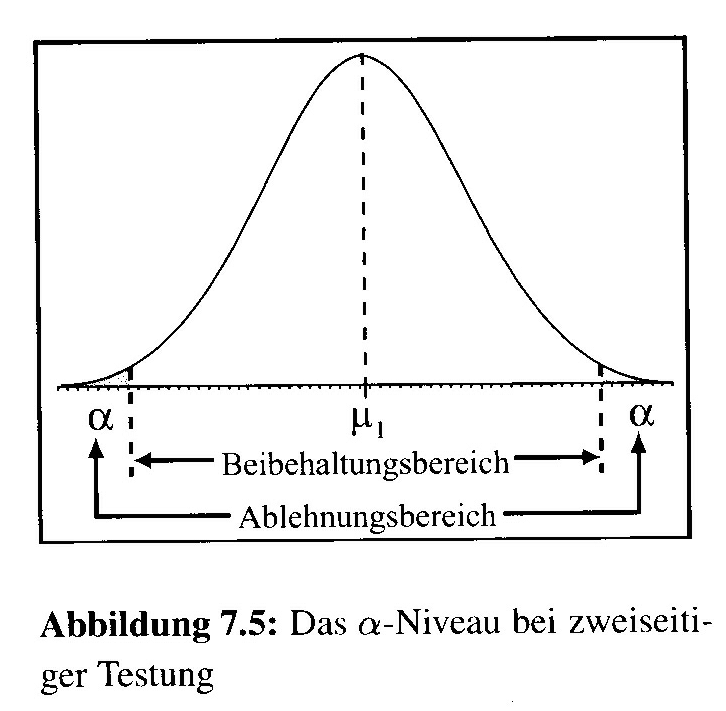 α μ₁ α
Beibehaltungsbereich
Ablehnungsbereich
Abbildung 7.5: Das α-Niveau bei zweiseiti-
ger Testung